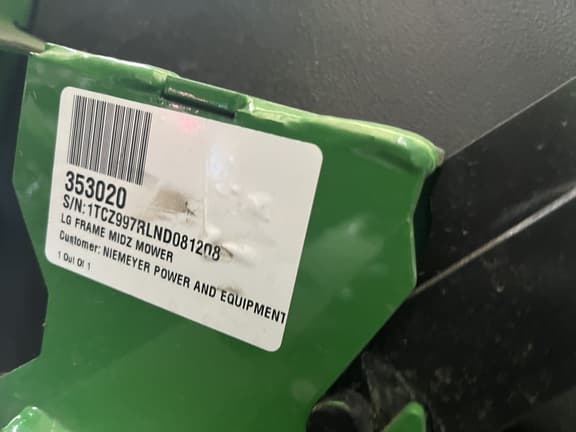 353020
S/N:1TCZ997RLND081208
LG FRAME MIDZ MOWER
Customer: NIEMEYER POWER AND EQUIPMENT
1 Out Of 1